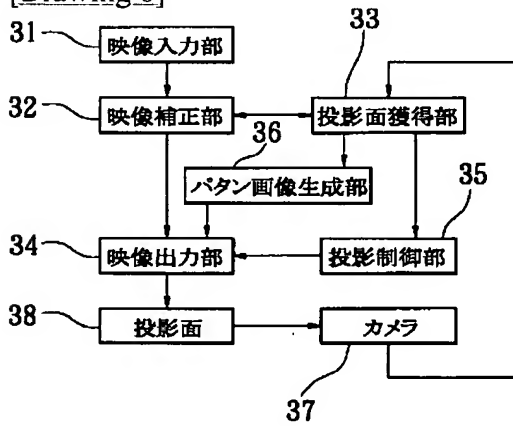 31
映像入力部
33
32
映像補正部
投影面獲得部
36
パタン画像生成部
35
34
映像出力部
投影制御部
38
投影面
カメラ
37